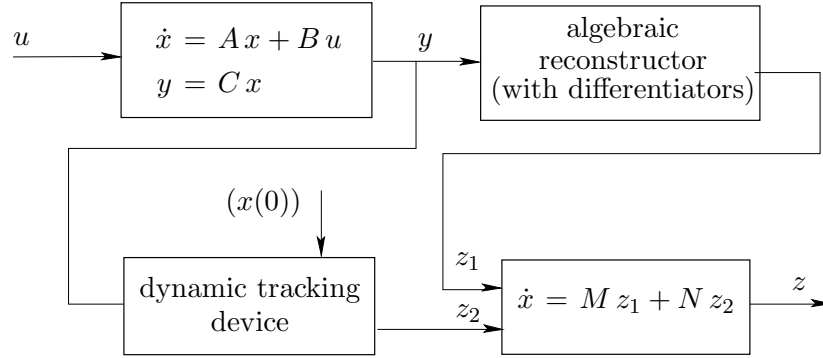 u
ẋ = A x + B u
y = C x
y
algebraic
reconstructor
(with differentiators)
(x(0))
dynamic tracking
device
z₁
z₂
ẋ = M z₁ + N z₂
z